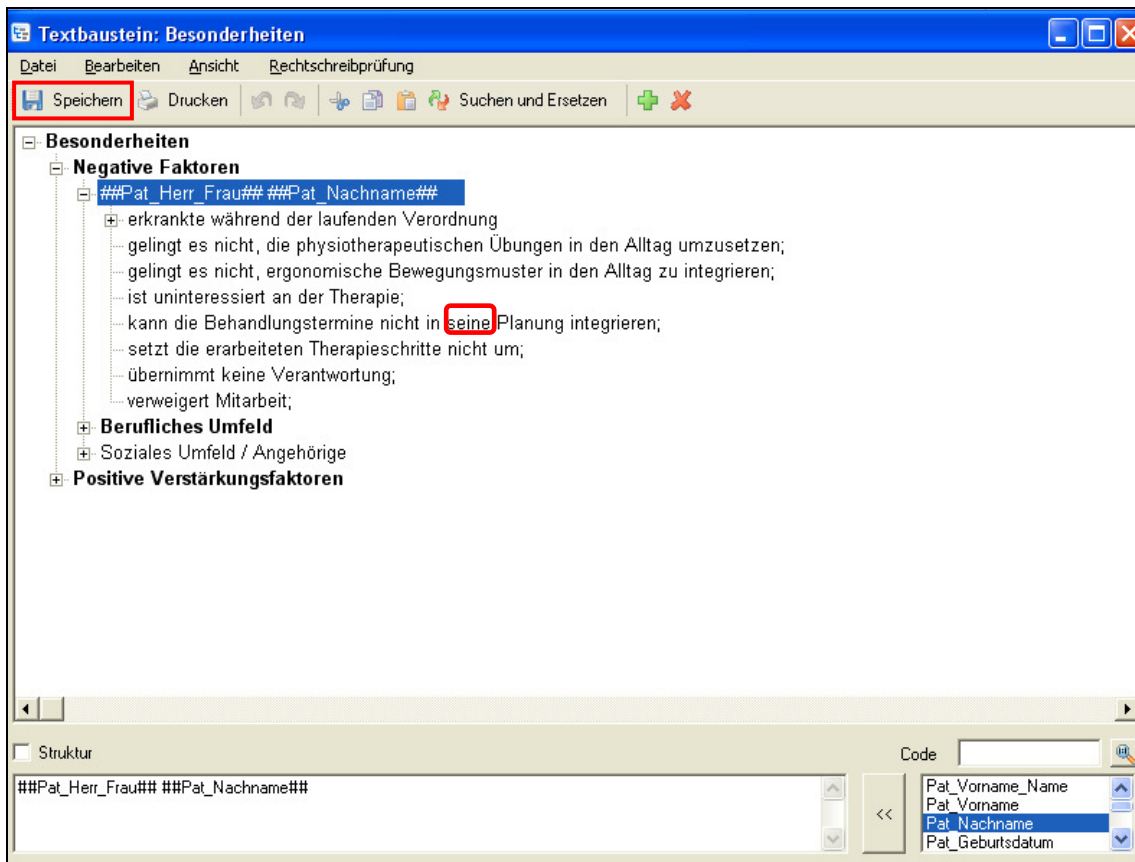 Textbaustein: Besonderheiten
Datei Bearbeiten Ansicht Rechtschreibprüfung
Speichern Drucken Suchen und Ersetzen
Besonderheiten
Negative Faktoren
##Pat_Herr_Frau## ##Pat_Nachname##
erkrankte während der laufenden Verordnung
gelingt es nicht, die physiotherapeutischen Übungen in den Alltag umzusetzen;
gelingt es nicht, ergonomische Bewegungsmuster in den Alltag zu integrieren;
ist uninteressiert an der Therapie;
kann die Behandlungstermine nicht in seine Planung integrieren;
setzt die erarbeiteten Therapieschritte nicht um;
übernimmt keine Verantwortung;
verweigert Mitarbeit;
Berufliches Umfeld
Soziales Umfeld / Angehörige
Positive Verstärkungsfaktoren
Struktur Code
##Pat_Herr_Frau## ##Pat_Nachname##
<<
Pat_Vorname_Name
Pat_Vorname
Pat_Nachname
Pat_Geburtsdatum